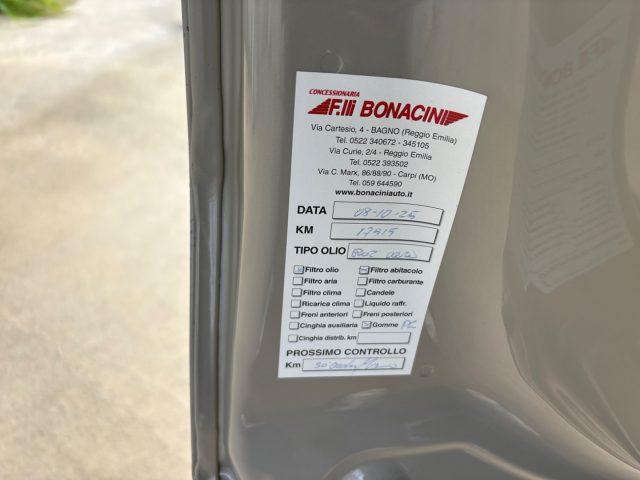 CONCESSIONARIA
F.lli BONACINI
Via Cartesio, 4 - BAGNO (Reggio Emilia)
Tel. 0522 340672 - 345105
Via Curie, 2/4 - Reggio Emilia
Tel. 0522 393502
Via C. Marx, 86/88/90 - Carpi (MO)
Tel. 059 644590
www.bonaciniauto.it
DATA 08-10-25
KM 17515
TIPO OLIO
Filtro olio Filtro abitacolo
Filtro aria Filtro carburante
Filtro clima Candele
Ricarica clima Liquido raffr.
Freni anteriori Freni posteriori
Cinghia ausiliaria Gomme
Cinghia distrib. km
PROSSIMO CONTROLLO
Km